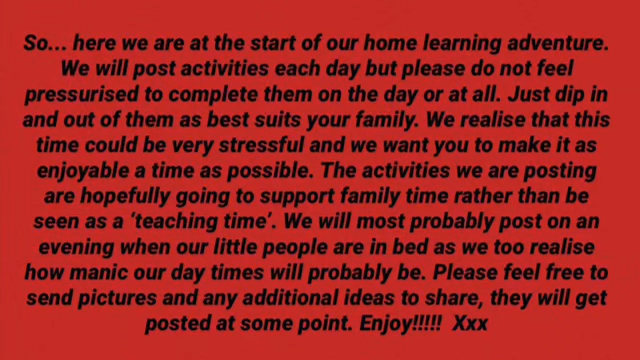 So... here we are at the start of our home learning adventure.
We will post activities each day but please do not feel
pressurised to complete them on the day or at all. Just dip in
and out of them as best suits your family. We realise that this
time could be very stressful and we want you to make it as
enjoyable a time as possible. The activities we are posting
are hopefully going to support family time rather than be
seen as a ‘teaching time’. We will most probably post on an
evening when our little people are in bed as we too realise
how manic our day times will probably be. Please feel free to
send pictures and any additional ideas to share, they will get
posted at some point. Enjoy!!!!! Xxx